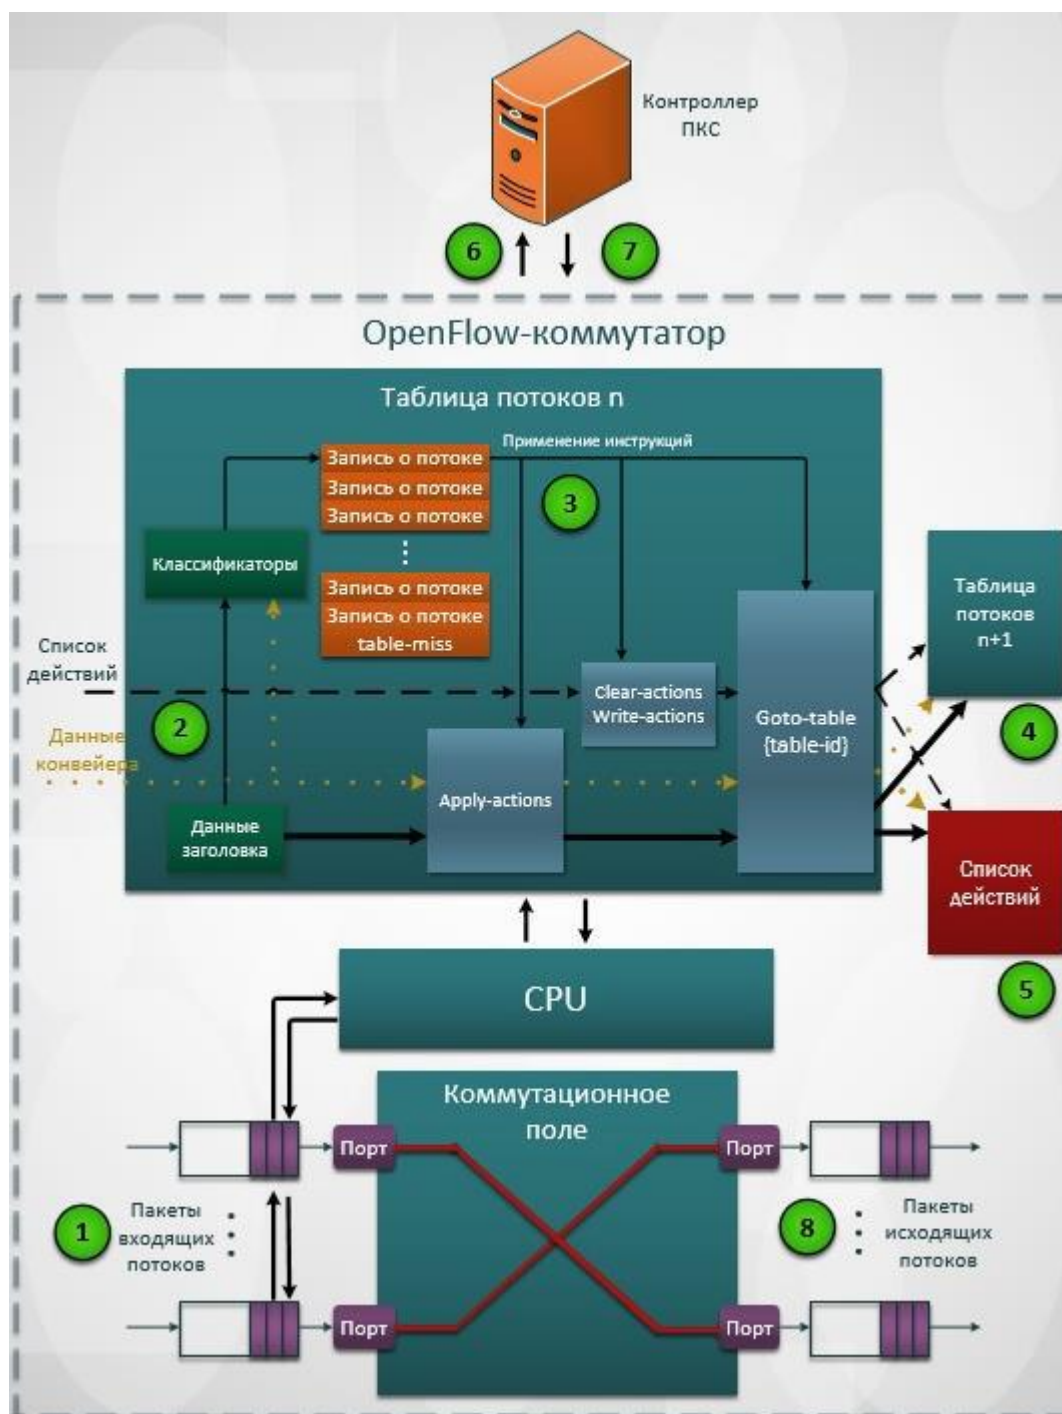 Контроллер
ПКС
6
7
OpenFlow-коммутатор
Таблица потоков n
Применение инструкций
Запись о потоке
Запись о потоке
Запись о потоке
3
Классификаторы
Запись о потоке
Запись о потоке
table-miss
Таблица
потоков
n+1
Список
действий
Clear-actions
Write-actions
Goto-table
{table-id}
2
4
Данные
конвейера
Apply-actions
Данные
заголовка
Список
действий
5
CPU
Коммутационное
поле
Порт
Порт
1
Пакеты
входящих
потоков
8
Пакеты
исходящих
потоков
Порт
Порт